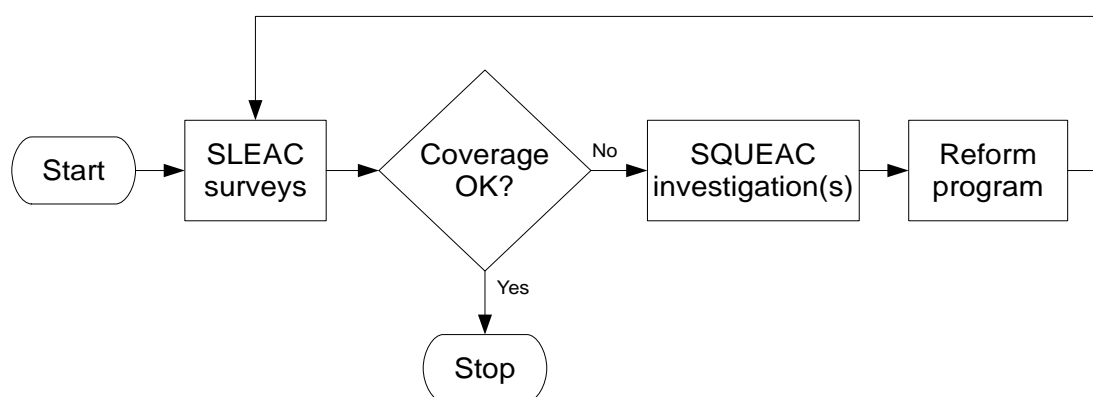 Start
SLEAC
surveys
Coverage
OK?
No
SQUEAC
investigation(s)
Reform
program
Yes
Stop